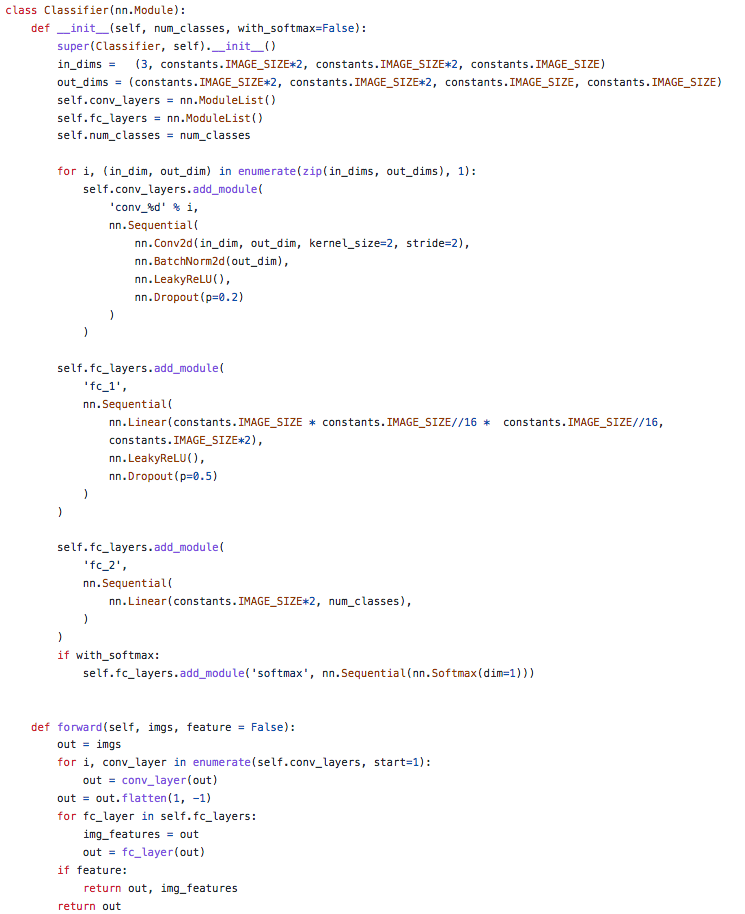 class Classifier(nn.Module):
    def __init__(self, num_classes, with_softmax=False):
        super(Classifier, self).__init__()
        in_dims =   (3, constants.IMAGE_SIZE*2, constants.IMAGE_SIZE*2, constants.IMAGE_SIZE)
        out_dims = (constants.IMAGE_SIZE*2, constants.IMAGE_SIZE*2, constants.IMAGE_SIZE, constants.IMAGE_SIZE)
        self.conv_layers = nn.ModuleList()
        self.fc_layers = nn.ModuleList()
        self.num_classes = num_classes

        for i, (in_dim, out_dim) in enumerate(zip(in_dims, out_dims), 1):
            self.conv_layers.add_module(
                'conv_%d' % i,
                nn.Sequential(
                    nn.Conv2d(in_dim, out_dim, kernel_size=2, stride=2),
                    nn.BatchNorm2d(out_dim),
                    nn.LeakyReLU(),
                    nn.Dropout(p=0.2)
                )
            )

        self.fc_layers.add_module(
            'fc_1',
            nn.Sequential(
                nn.Linear(constants.IMAGE_SIZE * constants.IMAGE_SIZE//16 *  constants.IMAGE_SIZE//16,
                constants.IMAGE_SIZE*2),
                nn.LeakyReLU(),
                nn.Dropout(p=0.5)
            )
        )

        self.fc_layers.add_module(
            'fc_2',
            nn.Sequential(
                nn.Linear(constants.IMAGE_SIZE*2, num_classes),
            )
        )
        if with_softmax:
            self.fc_layers.add_module('softmax', nn.Sequential(nn.Softmax(dim=1)))


    def forward(self, imgs, feature = False):
        out = imgs
        for i, conv_layer in enumerate(self.conv_layers, start=1):
            out = conv_layer(out)
        out = out.flatten(1, -1)
        for fc_layer in self.fc_layers:
            img_features = out
            out = fc_layer(out)
        if feature:
            return out, img_features
        return out